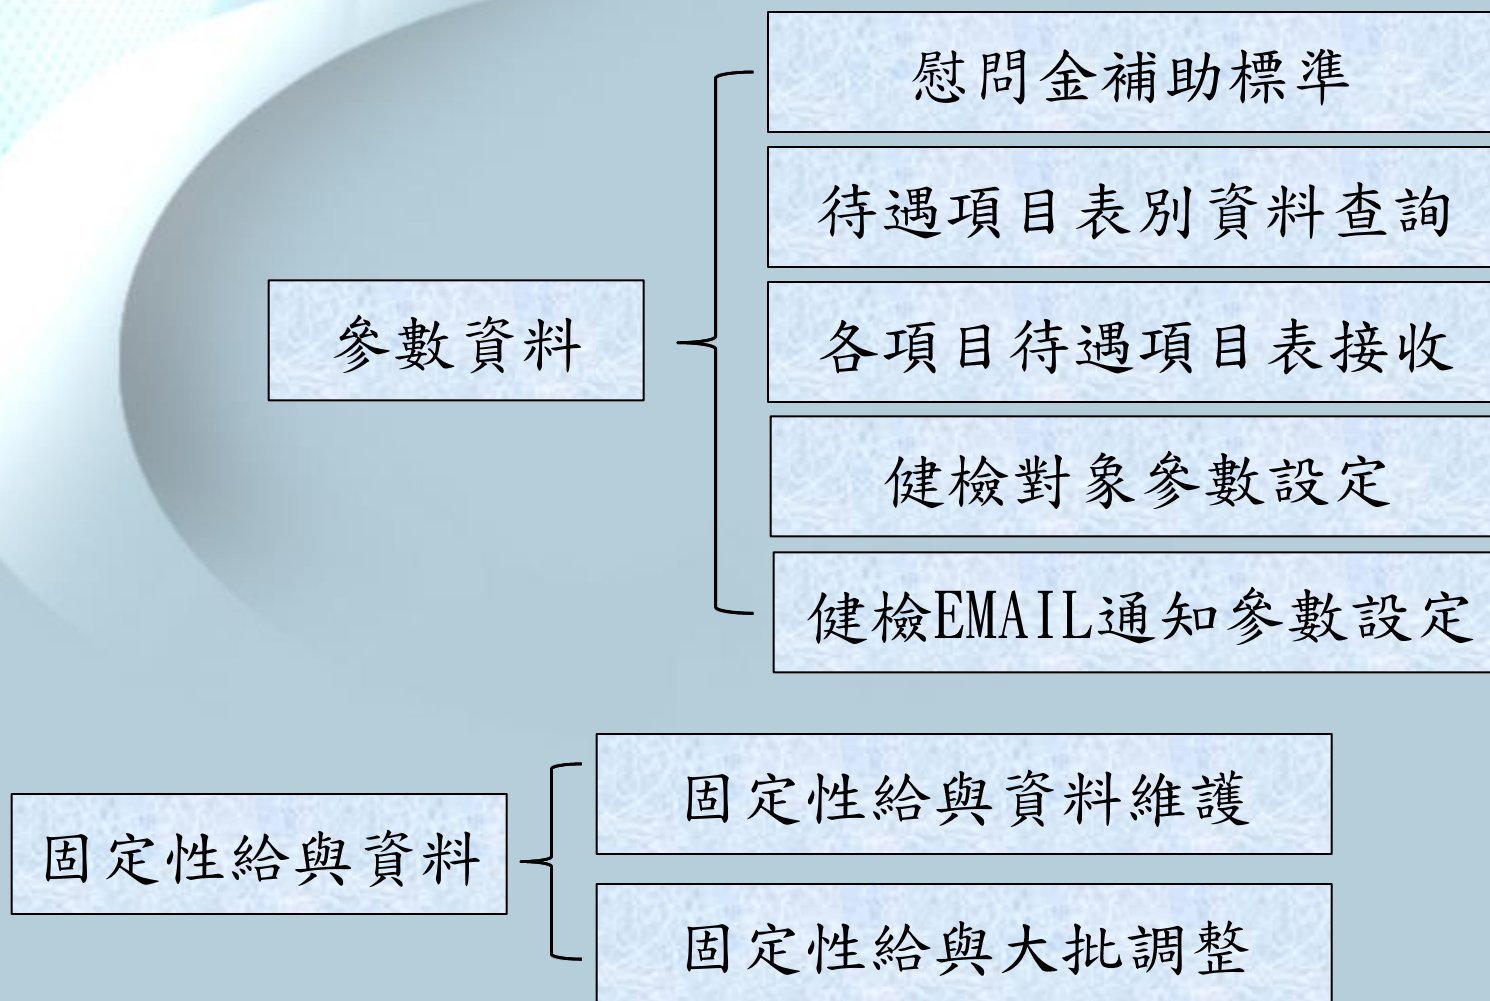 參數資料
慰問金補助標準
待遇項目表別資料查詢
各項目待遇項目表接收
健檢對象參數設定
健檢EMAIL通知參數設定
固定性給與資料
固定性給與資料維護
固定性給與大批調整